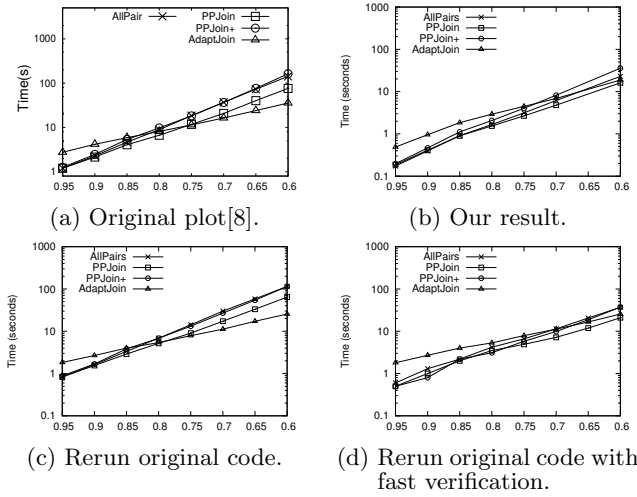 AllPair
PPJoin
PPJoin+
AdaptJoin
Time(s)
1000
100
10
1
0.95 0.9 0.85 0.8 0.75 0.7 0.65 0.6
(a) Original plot[8].
AllPairs
PPJoin
PPJoin+
AdaptJoin
Time (seconds)
1000
100
10
1
0.1
0.95 0.9 0.85 0.8 0.75 0.7 0.65 0.6
(b) Our result.
AllPairs
PPJoin
PPJoin+
AdaptJoin
Time (seconds)
1000
100
10
1
0.1
0.95 0.9 0.85 0.8 0.75 0.7 0.65 0.6
(c) Rerun original code.
AllPairs
PPJoin
PPJoin+
AdaptJoin
Time (seconds)
1000
100
10
1
0.1
0.95 0.9 0.85 0.8 0.75 0.7 0.65 0.6
(d) Rerun original code with
fast verification.